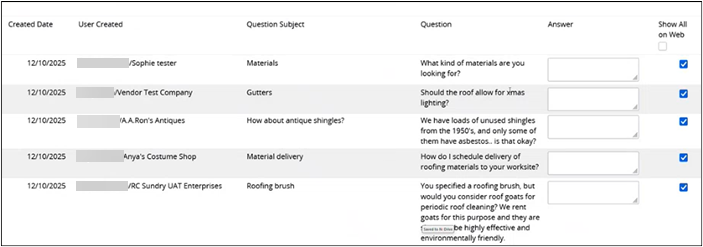 Created Date User Created Question Subject Question Answer Show All
on Web
12/10/2025 /Sophie tester Materials What kind of materials are you
looking for?
12/10/2025 /Vendor Test Company Gutters Should the roof allow for xmas
lighting?
12/10/2025 /A.A.Ron's Antiques How about antique shingles? We have loads of unused shingles
from the 1950's, and only some of
them have asbestos.. is that okay?
12/10/2025 Anya's Costume Shop Material delivery How do I schedule delivery of
roofing materials to your worksite?
12/10/2025 /RC Sundry UAT Enterprises Roofing brush You specified a roofing brush, but
would you consider roof goats for
periodic roof cleaning? We rent
goats for this purpose and they are
be highly effective and
environmentally friendly.